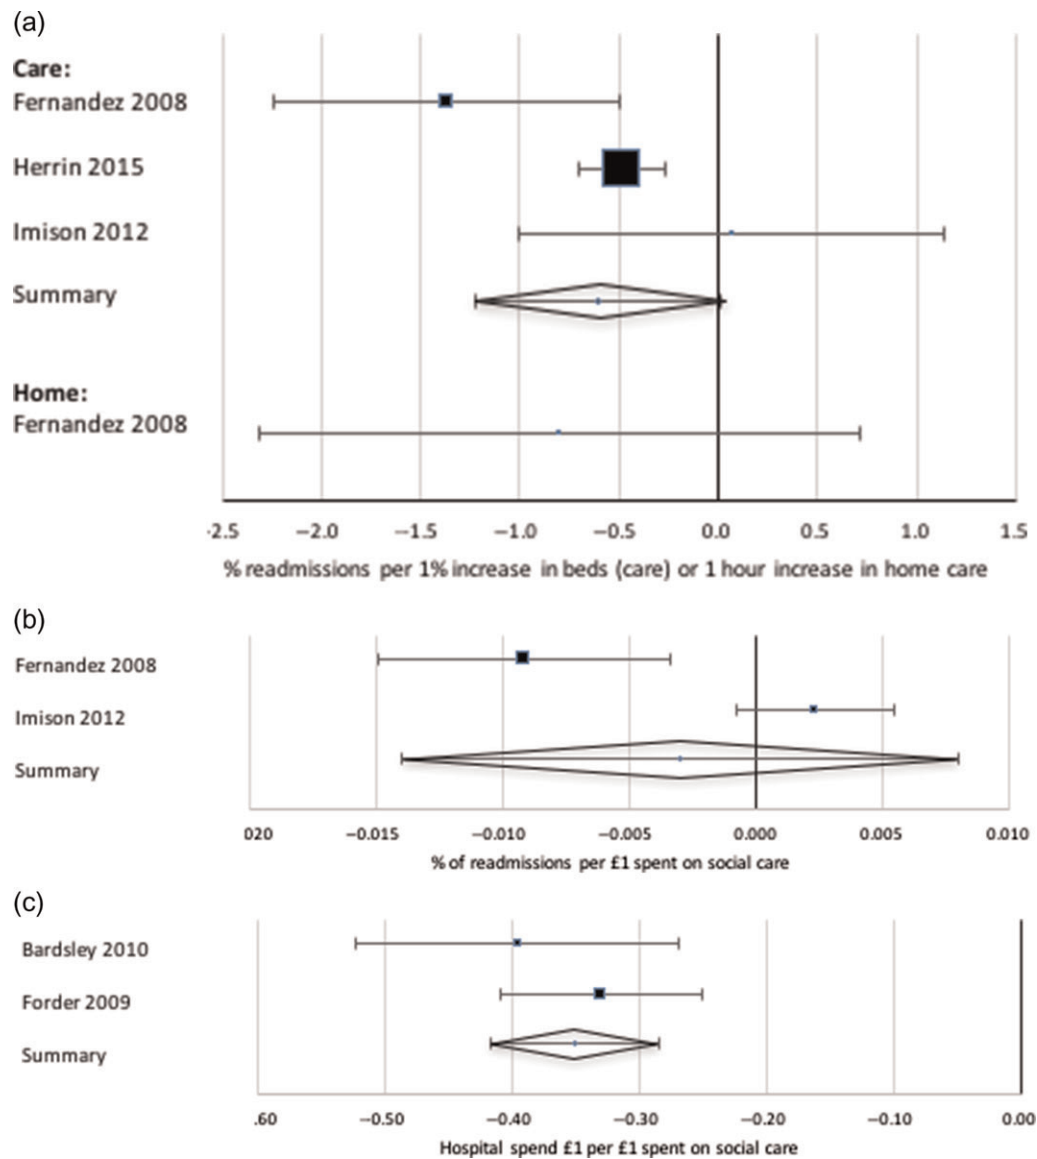 (a)
Care:
Fernandez 2008
Herrin 2015
Imison 2012
Summary
Home:
Fernandez 2008
2.5 −2.0 −1.5 −1.0 −0.5 0.0 0.5 1.0 1.5
% readmissions per 1% increase in beds (care) or 1 hour increase in home care
(b)
Fernandez 2008
Imison 2012
Summary
020 −0.015 −0.010 −0.005 0.000 0.005 0.010
% of readmissions per £1 spent on social care
(c)
Bardsley 2010
Forder 2009
Summary
.60 −0.50 −0.40 −0.30 −0.20 −0.10 0.00
Hospital spend £1 per £1 spent on social care